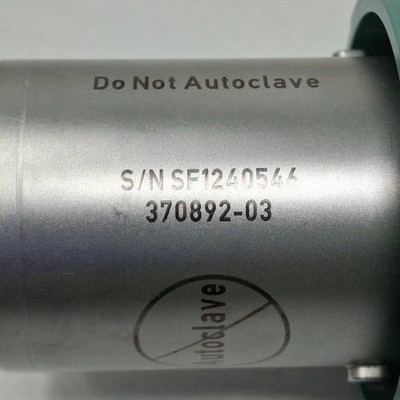 Do Not Autoclave
S/N SF1240546
370892-03
Autoclave